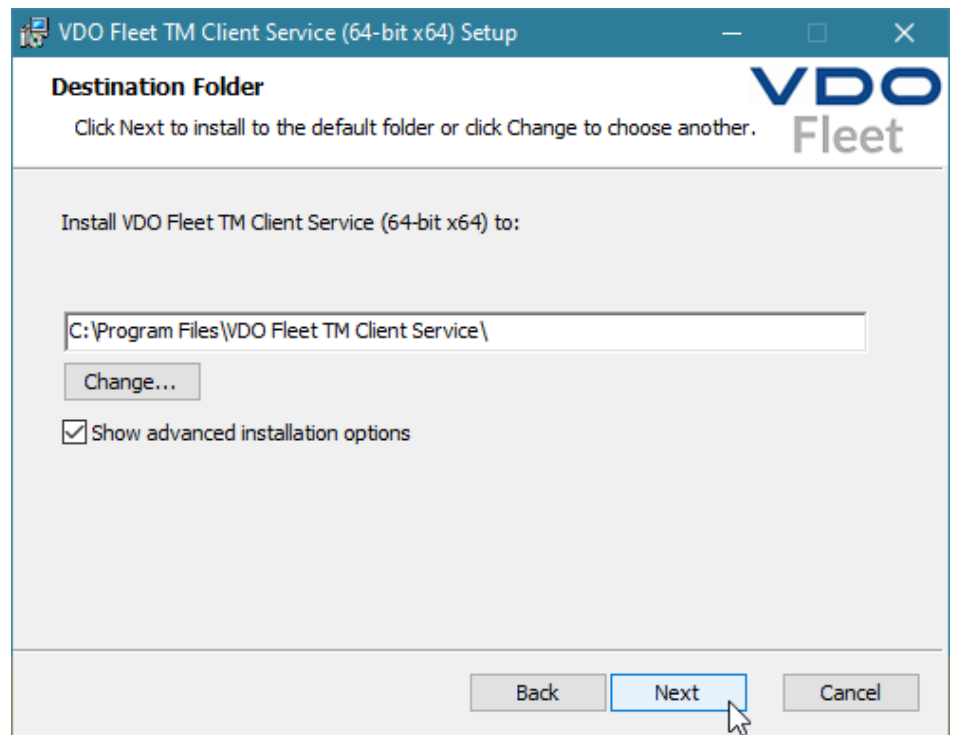 VDO Fleet TM Client Service (64-bit x64) Setup
Destination Folder
Click Next to install to the default folder or click Change to choose another.
VDO
Fleet
Install VDO Fleet TM Client Service (64-bit x64) to:
C:\Program Files\VDO Fleet TM Client Service\
Change...
Show advanced installation options
Back
Next
Cancel